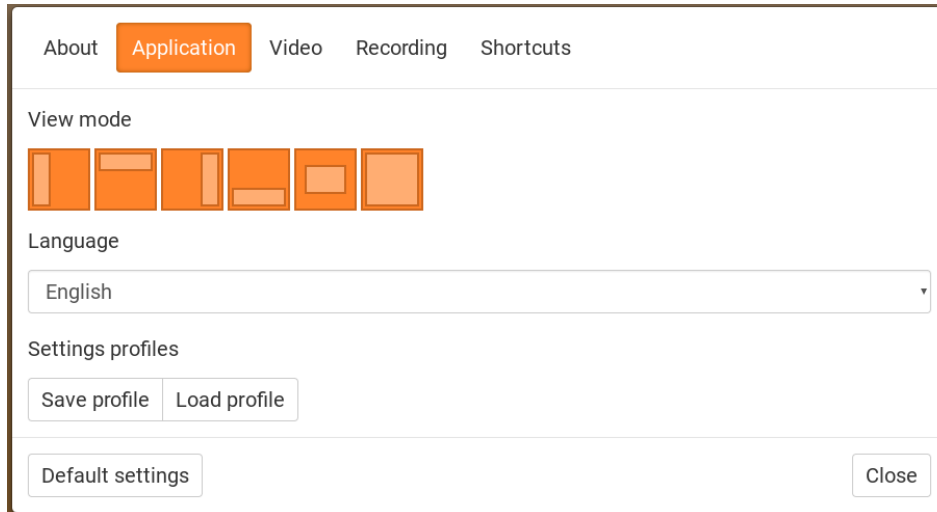 About Application Video Recording Shortcuts
View mode
Language
English
Settings profiles
Save profile Load profile
Default settings Close